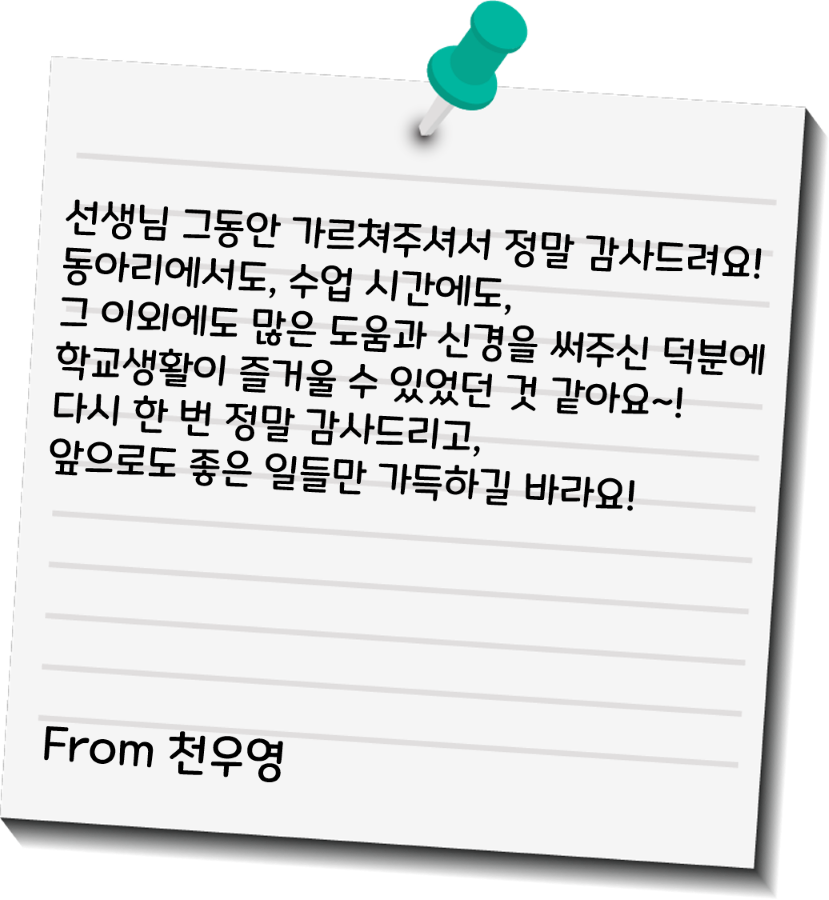 선생님 그동안 가르쳐주셔서 정말 감사드려요!
동아리에서도, 수업 시간에도,
그 이외에도 많은 도움과 신경을 써주신 덕분에
학교생활이 즐거울 수 있었던 것 같아요~!
다시 한 번 정말 감사드리고,
앞으로도 좋은 일들만 가득하길 바라요!
From 천우영